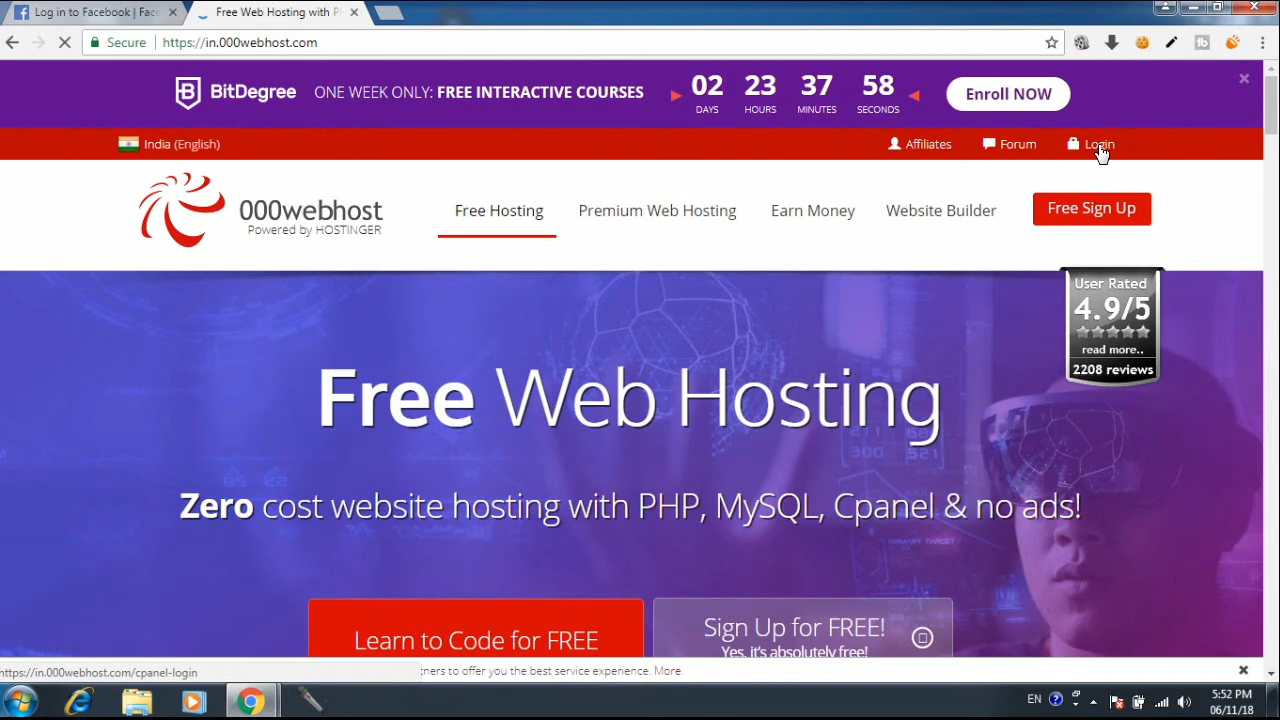 Log in to Facebook | Fac
Free Web Hosting with P
Secure
https://in.000webhost.com
BitDegree
ONE WEEK ONLY: FREE INTERACTIVE COURSES
02 23 37 58
DAYS HOURS MINUTES SECONDS
Enroll NOW
India (English)
Affiliates
Forum
Login
000webhost
Powered by HOSTINGER
Free Hosting
Premium Web Hosting
Earn Money
Website Builder
Free Sign Up
User Rated
4.9/5
read more..
2208 reviews
Free Web Hosting
Zero cost website hosting with PHP, MySQL, Cpanel & no ads!
Learn to Code for FREE
Sign Up for FREE!
Yes, it's absolutely free!
https://in.000webhost.com/cpanel-login
tners to offer you the best service experience. More.
EN
5:52 PM
06/11/18